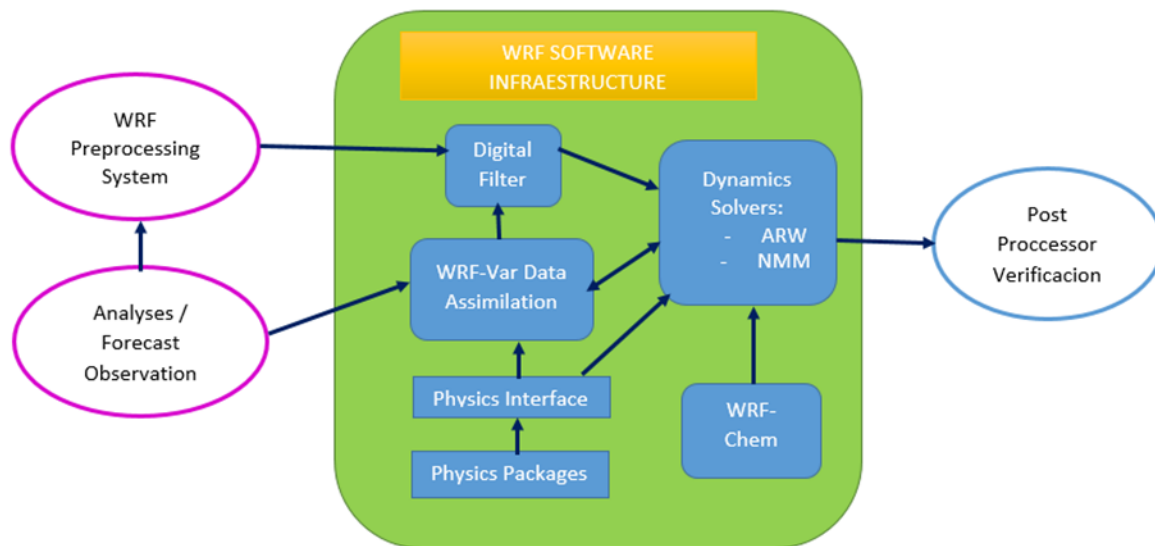 WRF SOFTWARE
INFRAESTRUCTURE
WRF
Preprocessing
System
Analyses /
Forecast
Observation
Digital
Filter
WRF-Var Data
Assimilation
Physics Interface
Physics Packages
Dynamics
Solvers:
- ARW
- NMM
WRF-
Chem
Post
Proccessor
Verificacion